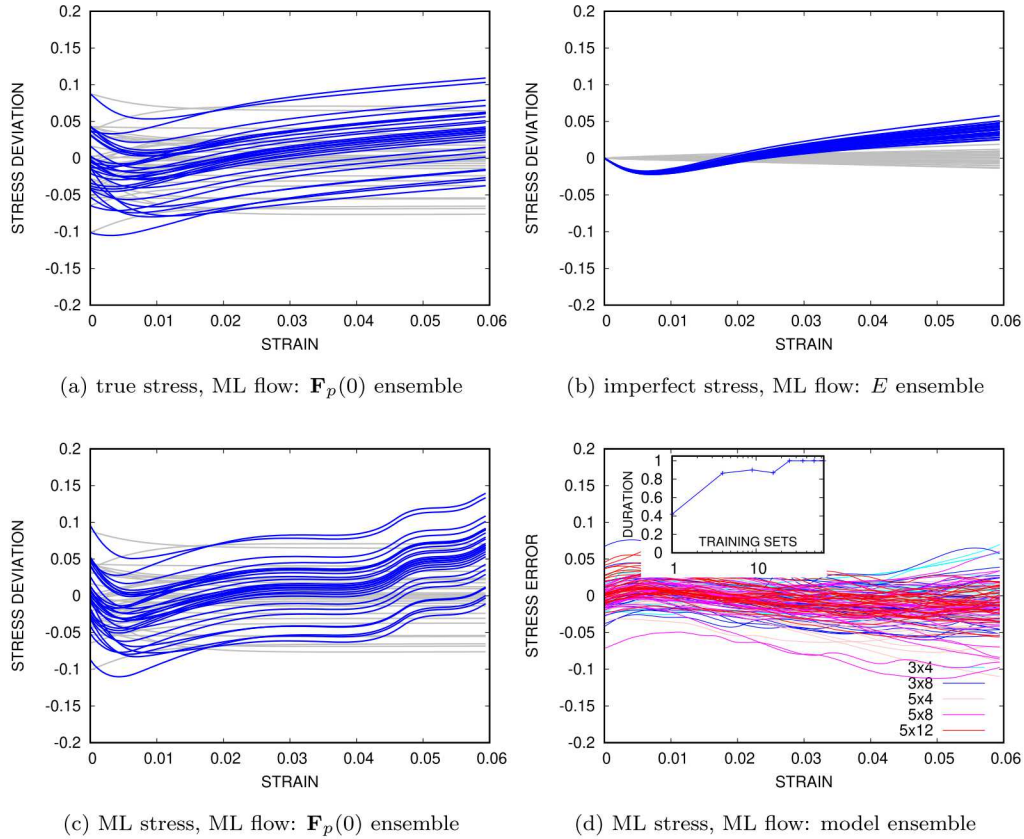 0.2
0.15
0.1
0.05
0
-0.05
-0.1
-0.15
-0.2
STRESS DEVIATION
0 0.01 0.02 0.03 0.04 0.05 0.06
STRAIN
(a) true stress, ML flow: F_p(0) ensemble
0.2
0.15
0.1
0.05
0
-0.05
-0.1
-0.15
-0.2
STRESS DEVIATION
0 0.01 0.02 0.03 0.04 0.05 0.06
STRAIN
(b) imperfect stress, ML flow: E ensemble
0.2
0.15
0.1
0.05
0
-0.05
-0.1
-0.15
-0.2
STRESS DEVIATION
0 0.01 0.02 0.03 0.04 0.05 0.06
STRAIN
(c) ML stress, ML flow: F_p(0) ensemble
0.2
0.15
0.1
0.05
0
-0.05
-0.1
-0.15
-0.2
STRESS ERROR
1
0.8
0.6
0.4
0.2
0
DURATION
TRAINING SETS
1 10
3x4
3x8
5x4
5x8
5x12
0 0.01 0.02 0.03 0.04 0.05 0.06
STRAIN
(d) ML stress, ML flow: model ensemble